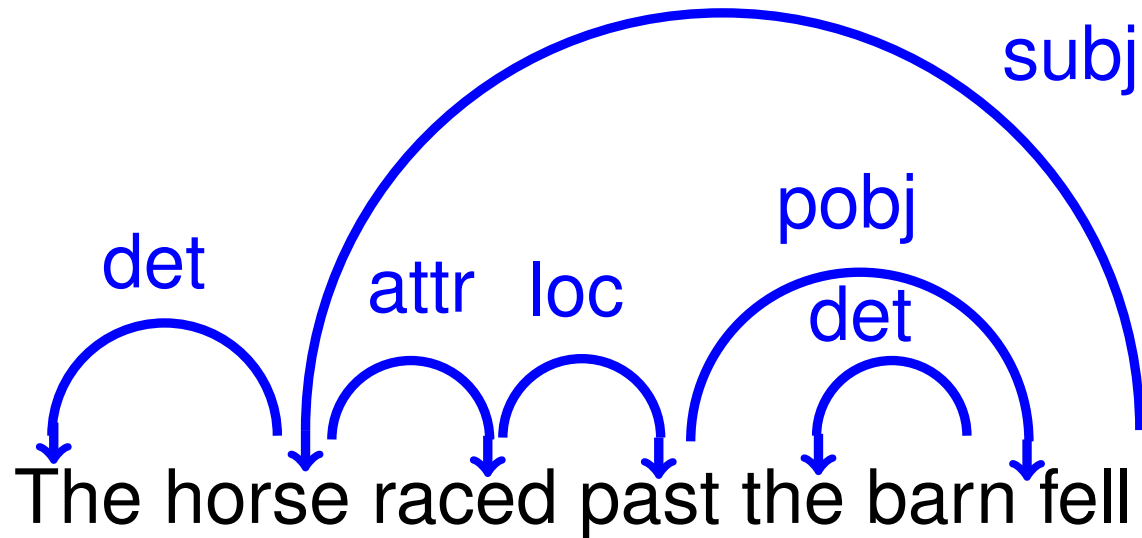 subj
pobj
det
attr loc
det
The horse raced past the barn fell